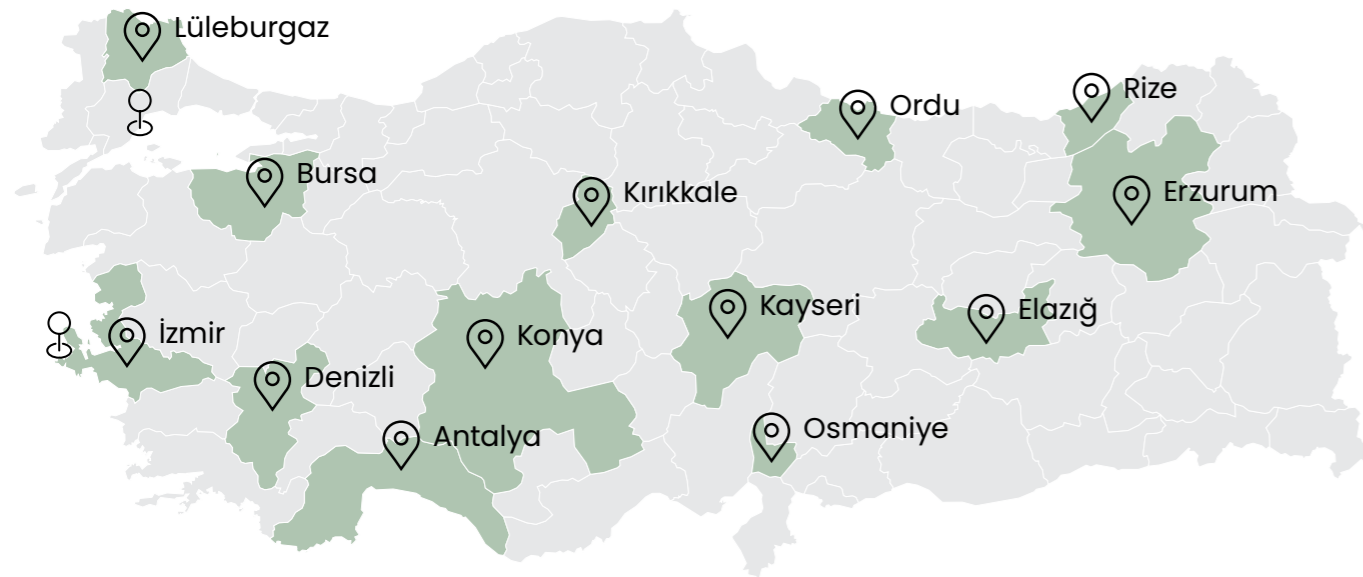 Lüleburgaz
Rize
Ordu
Bursa
Kırıkkale
Erzurum
Kayseri
Elazığ
İzmir
Konya
Denizli
Antalya
Osmaniye